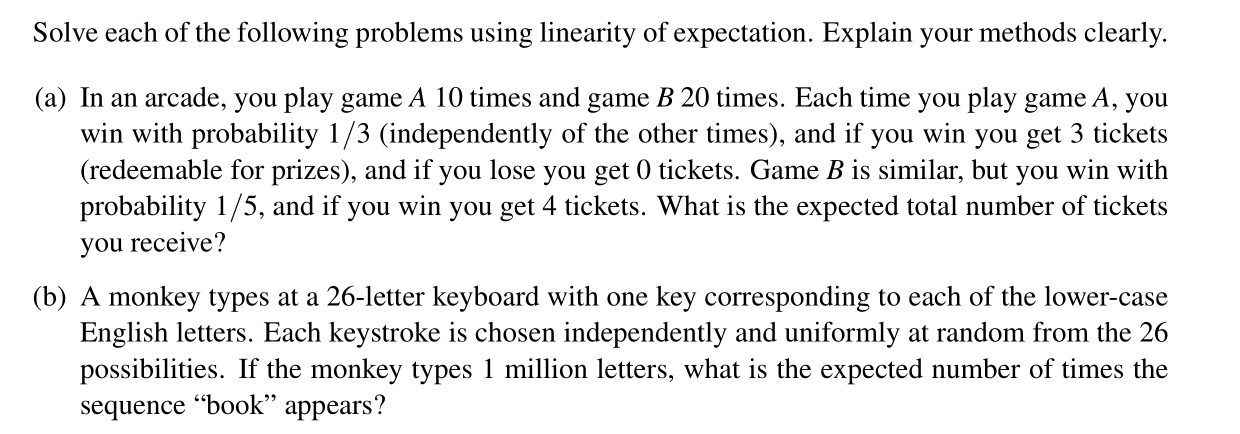 Solve each of the following problems using linearity of expectation. Explain your methods clearly.
(a) In an arcade, you play game A 10 times and game B 20 times. Each time you play game A, you
win with probability 1/3 (independently of the other times), and if you win you get 3 tickets
(redeemable for prizes), and if you lose you get 0 tickets. Game B is similar, but you win with
probability 1/5, and if you win you get 4 tickets. What is the expected total number of tickets
you receive?
(b) A monkey types at a 26-letter keyboard with one key corresponding to each of the lower-case
English letters. Each keystroke is chosen independently and uniformly at random from the 26
possibilities. If the monkey types 1 million letters, what is the expected number of times the
sequence “book” appears?